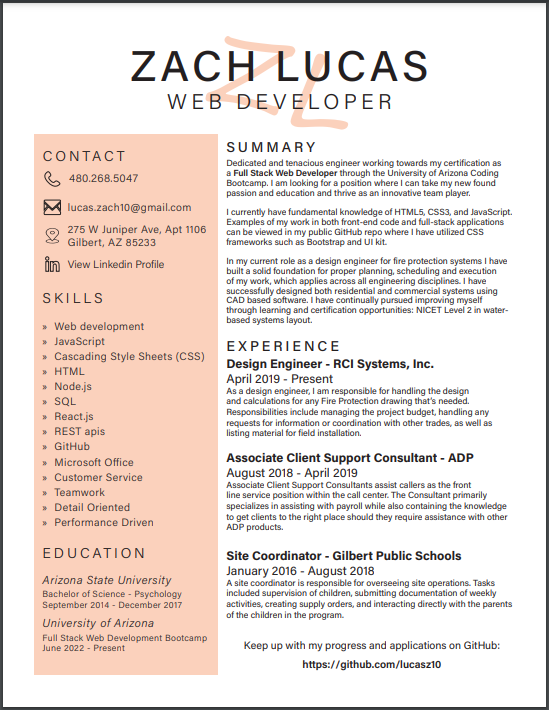 ZL
ZACH LUCAS
WEB DEVELOPER
CONTACT
480.268.5047
lucas.zach10@gmail.com
275 W Juniper Ave, Apt 1106
Gilbert, AZ 85233
View Linkedin Profile
SKILLS
» Web development
» JavaScript
» Cascading Style Sheets (CSS)
» HTML
» Node.js
» SQL
» React.js
» REST apis
» GitHub
» Microsoft Office
» Customer Service
» Teamwork
» Detail Oriented
» Performance Driven
EDUCATION
Arizona State University
Bachelor of Science - Psychology
September 2014 - December 2017
University of Arizona
Full Stack Web Development Bootcamp
June 2022 - Present
SUMMARY
Dedicated and tenacious engineer working towards my certification as
a Full Stack Web Developer through the University of Arizona Coding
Bootcamp. I am looking for a position where I can take my new found
passion and education and thrive as an innovative team player.
I currently have fundamental knowledge of HTML5, CSS3, and JavaScript.
Examples of my work in both front-end code and full-stack applications
can be viewed in my public GitHub repo where I have utilized CSS
frameworks such as Bootstrap and UI kit.
In my current role as a design engineer for fire protection systems I have
built a solid foundation for proper planning, scheduling and execution
of my work, which applies across all engineering disciplines. I have
successfully designed both residential and commercial systems using
CAD based software. I have continually pursued improving myself
through learning and certification opportunities: NICET Level 2 in water-
based systems layout.
EXPERIENCE
Design Engineer - RCI Systems, Inc.
April 2019 - Present
As a design engineer, I am responsible for handling the design
and calculations for any Fire Protection drawing that's needed.
Responsibilities include managing the project budget, handling any
requests for information or coordination with other trades, as well as
listing material for field installation.
Associate Client Support Consultant - ADP
August 2018 - April 2019
Associate Client Support Consultants assist callers as the front
line service position within the call center. The Consultant primarily
specializes in assisting with payroll while also containing the knowledge
to get clients to the right place should they require assistance with other
ADP products.
Site Coordinator - Gilbert Public Schools
January 2016 - August 2018
A site coordinator is responsible for overseeing site operations. Tasks
included supervision of children, submitting documentation of weekly
activities, creating supply orders, and interacting directly with the parents
of the children in the program.
Keep up with my progress and applications on GitHub:
https://github.com/lucasz10